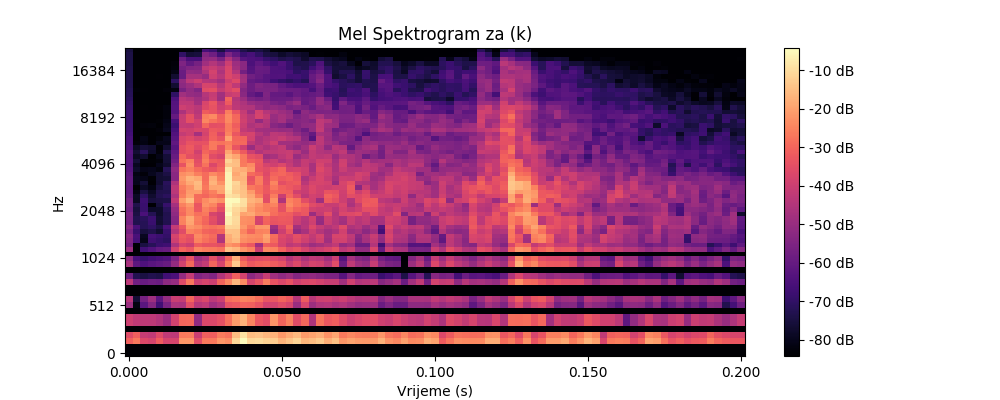 Mel Spektrogram za (k)
Hz
16384
8192
4096
2048
1024
512
0
0.000 0.050 0.100 0.150 0.200
Vrijeme (s)
-10 dB
-20 dB
-30 dB
-40 dB
-50 dB
-60 dB
-70 dB
-80 dB